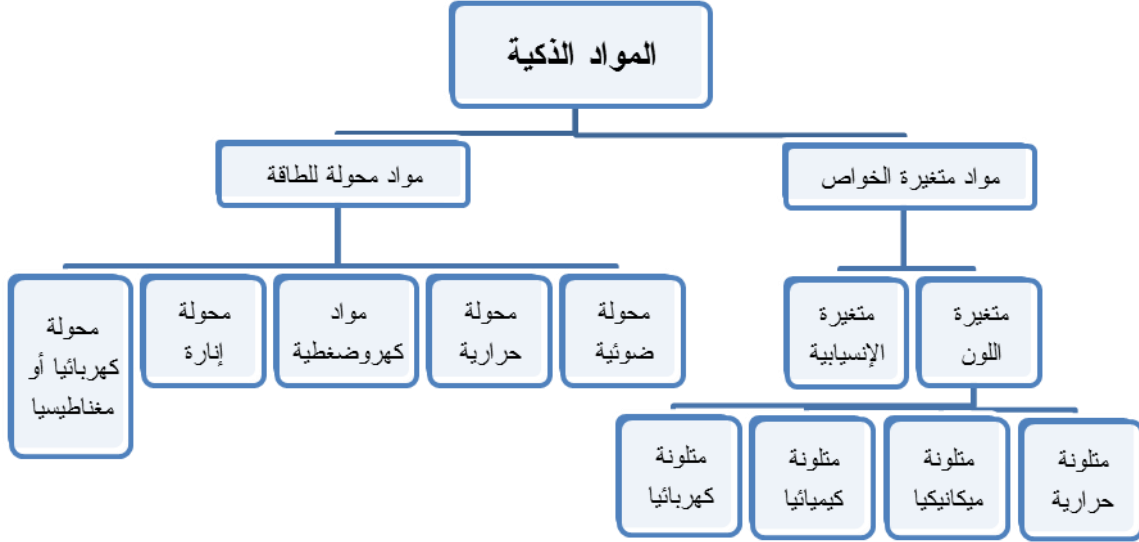 المواد الذكية
مواد متغيرة الخواص
مواد محولة للطاقة
متغيرة
اللون
متغيرة
الإنسيابية
محولة
ضوئية
محولة
حرارية
مواد
كهروضغطية
محولة
إنارة
محولة
كهربائيا أو
مغناطيسيا
متلونة
حرارية
متلونة
ميكانيكيا
متلونة
كيميائيا
متلونة
كهربائيا